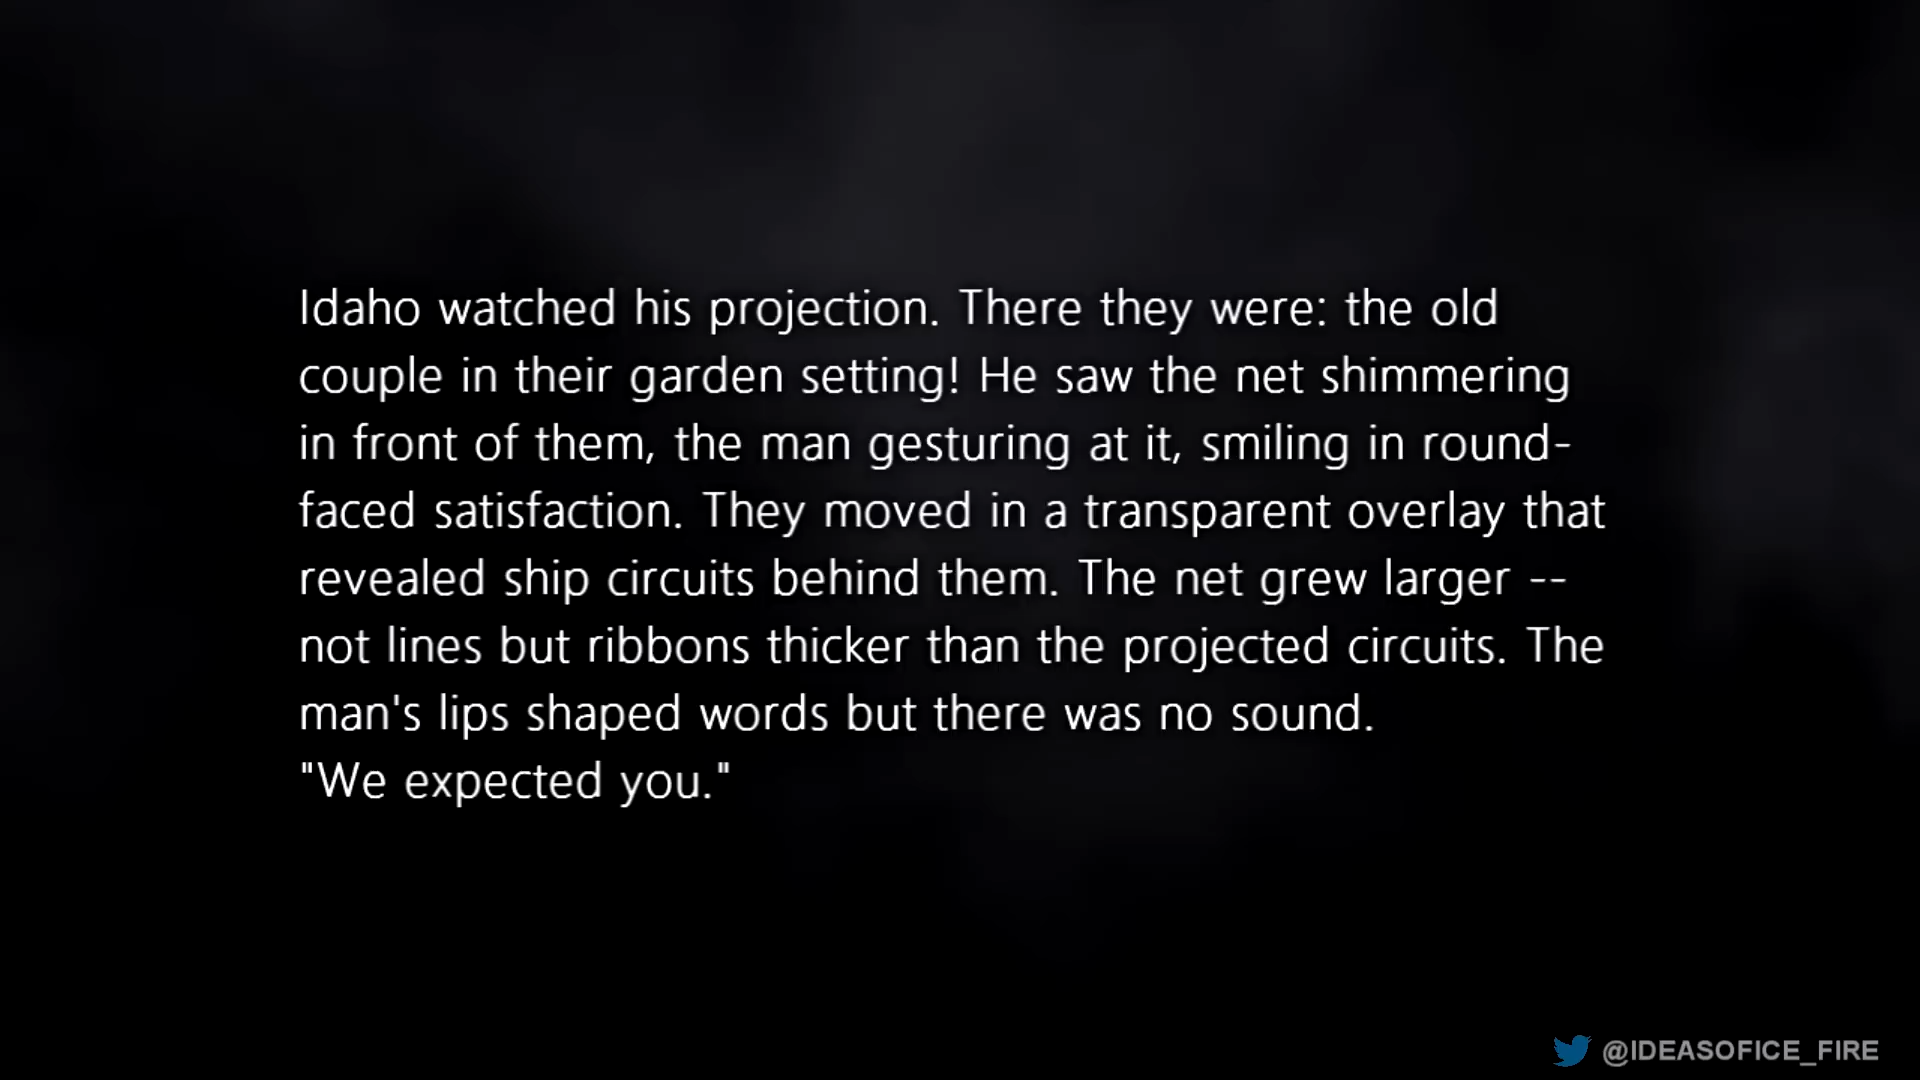 Idaho watched his projection. There they were: the old
couple in their garden setting! He saw the net shimmering
in front of them, the man gesturing at it, smiling in round-
faced satisfaction. They moved in a transparent overlay that
revealed ship circuits behind them. The net grew larger --
not lines but ribbons thicker than the projected circuits. The
man's lips shaped words but there was no sound.
"We expected you."
@IDEASOFICE_FIRE